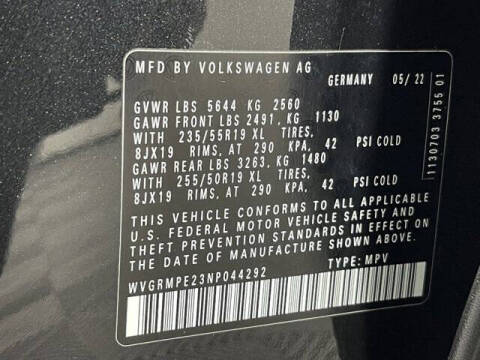 MFD BY VOLKSWAGEN AG
GERMANY 05/ 22
GVWR LBS 5644 KG 2560
GAWR FRONT LBS 2491, KG 1130
WITH 235/55R19 XL TIRES,
8JX19 RIMS, AT 290 KPA, 42 PSI COLD
GAWR REAR LBS 3263, KG 1480
WITH 255/50R19 XL TIRES,
8JX19 RIMS, AT 290 KPA, 42 PSI COLD
THIS VEHICLE CONFORMS TO ALL APPLICABLE
U.S. FEDERAL MOTOR VEHICLE SAFETY AND
THEFT PREVENTION STANDARDS IN EFFECT ON
THE DATE OF MANUFACTURE SHOWN ABOVE.
WVGRMPE23NP044292 TYPE: MPV
1130703 3755 01